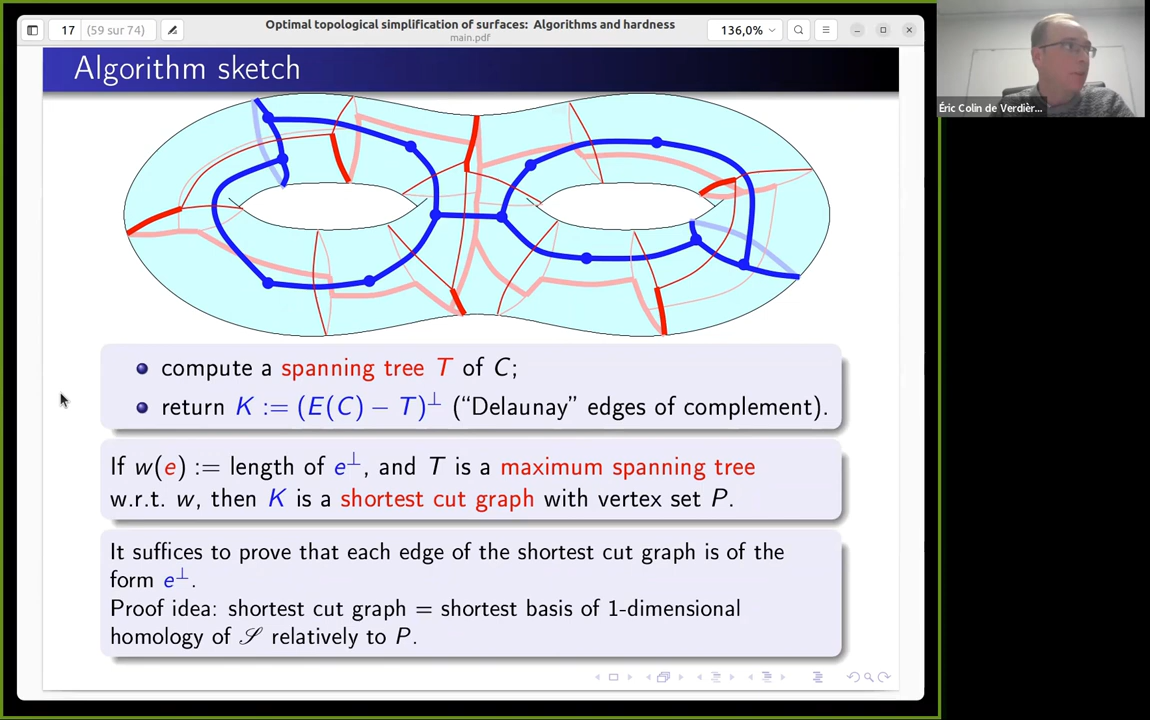 17
(59 sur 74)
Optimal topological simplification of surfaces: Algorithms and hardness
main.pdf
136,0%
Éric Colin de Verdièr...
Algorithm sketch
compute a spanning tree T of C;
return K := (E(C) − T)⊥ (“Delaunay” edges of complement).
If w(e) := length of e⊥, and T is a maximum spanning tree
w.r.t. w, then K is a shortest cut graph with vertex set P.
It suffices to prove that each edge of the shortest cut graph is of the
form e⊥.
Proof idea: shortest cut graph = shortest basis of 1-dimensional
homology of 𝒮 relatively to P.